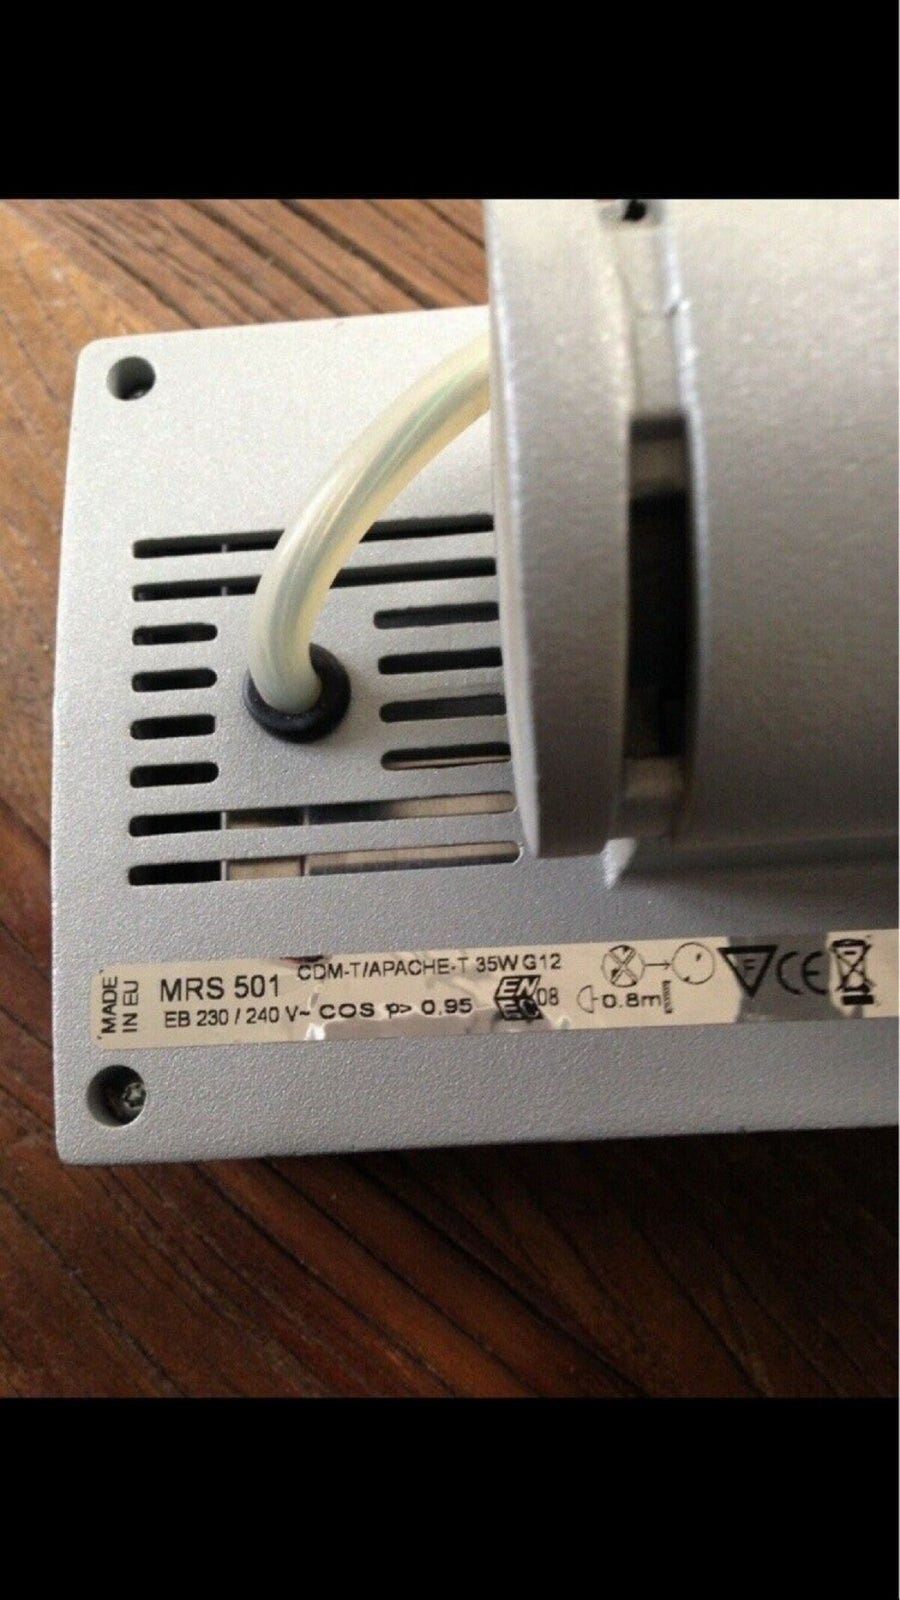 MADE
IN EU
MRS 501 CDM-T/APACHE-T 35W G12
EB 230 / 240 V~ COS φ> 0.95
EN
EC 08
0.8m
F CE